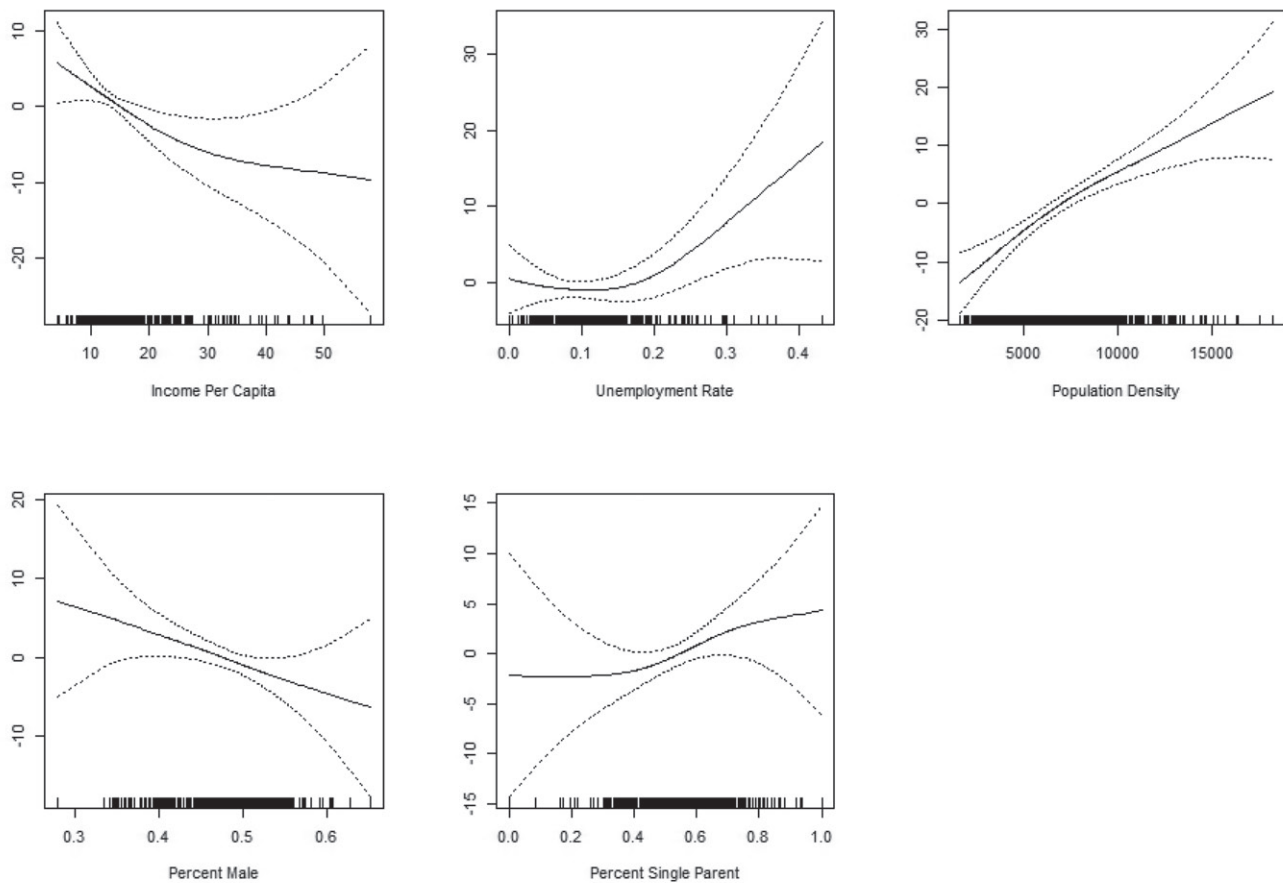 10
0
-10
-20
10 20 30 40 50
Income Per Capita
30
20
10
0
0.0 0.1 0.2 0.3 0.4
Unemployment Rate
30
20
10
0
-10
-20
5000 10000 15000
Population Density
20
10
0
-10
0.3 0.4 0.5 0.6
Percent Male
15
10
5
0
-5
-10
-15
0.0 0.2 0.4 0.6 0.8 1.0
Percent Single Parent